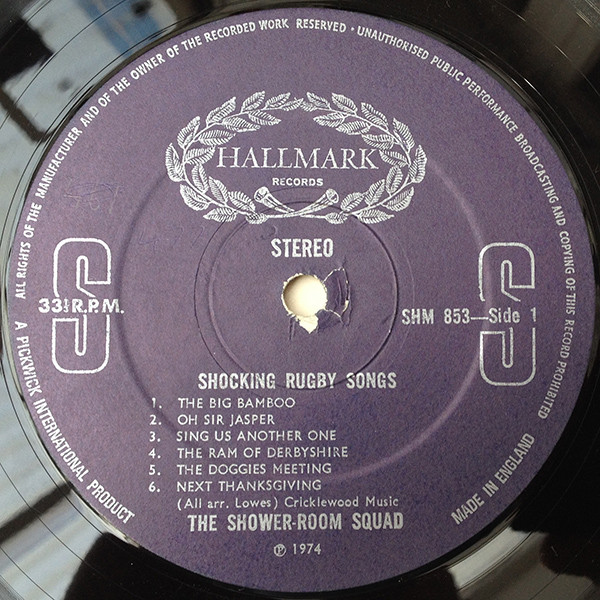 ALL RIGHTS OF THE MANUFACTURER AND OF THE OWNER OF THE RECORDED WORK RESERVED · UNAUTHORISED PUBLIC PERFORMANCE BROADCASTING AND COPYING OF THIS RECORD PROHIBITED
HALLMARK
RECORDS
STEREO
S
33⅓ R.P.M.
S
SHM 853—Side 1
SHOCKING RUGBY SONGS
1. THE BIG BAMBOO
2. OH SIR JASPER
3. SING US ANOTHER ONE
4. THE RAM OF DERBYSHIRE
5. THE DOGGIES MEETING
6. NEXT THANKSGIVING
(All arr. Lowes) Cricklewood Music
THE SHOWER-ROOM SQUAD
℗ 1974
A PICKWICK INTERNATIONAL PRODUCT
MADE IN ENGLAND